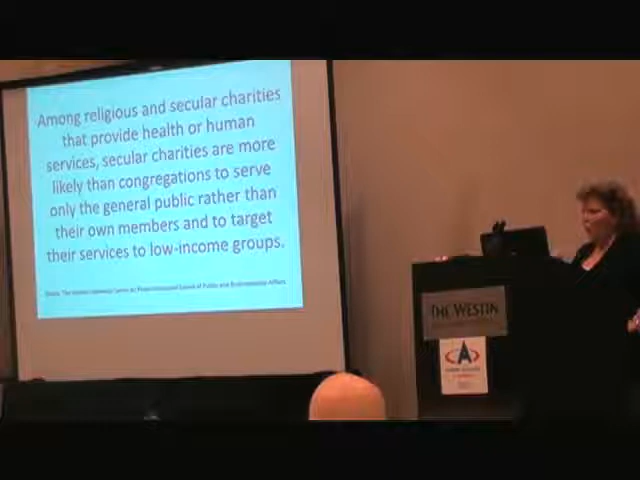 Among religious and secular charities
that provide health or human
services, secular charities are more
likely than congregations to serve
only the general public rather than
their own members and to target
their services to low-income groups.
THE WESTIN